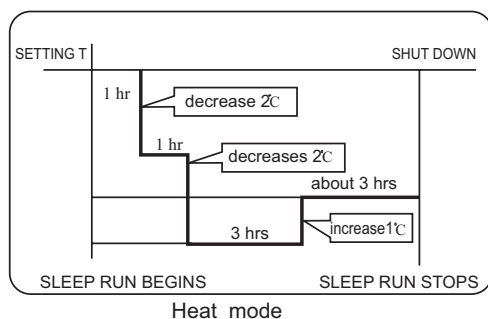 SETTING T
SHUT DOWN
1 hr
decrease 2℃
1 hr
decreases 2℃
about 3 hrs
3 hrs
increase1℃
SLEEP RUN BEGINS
SLEEP RUN STOPS
Heat mode